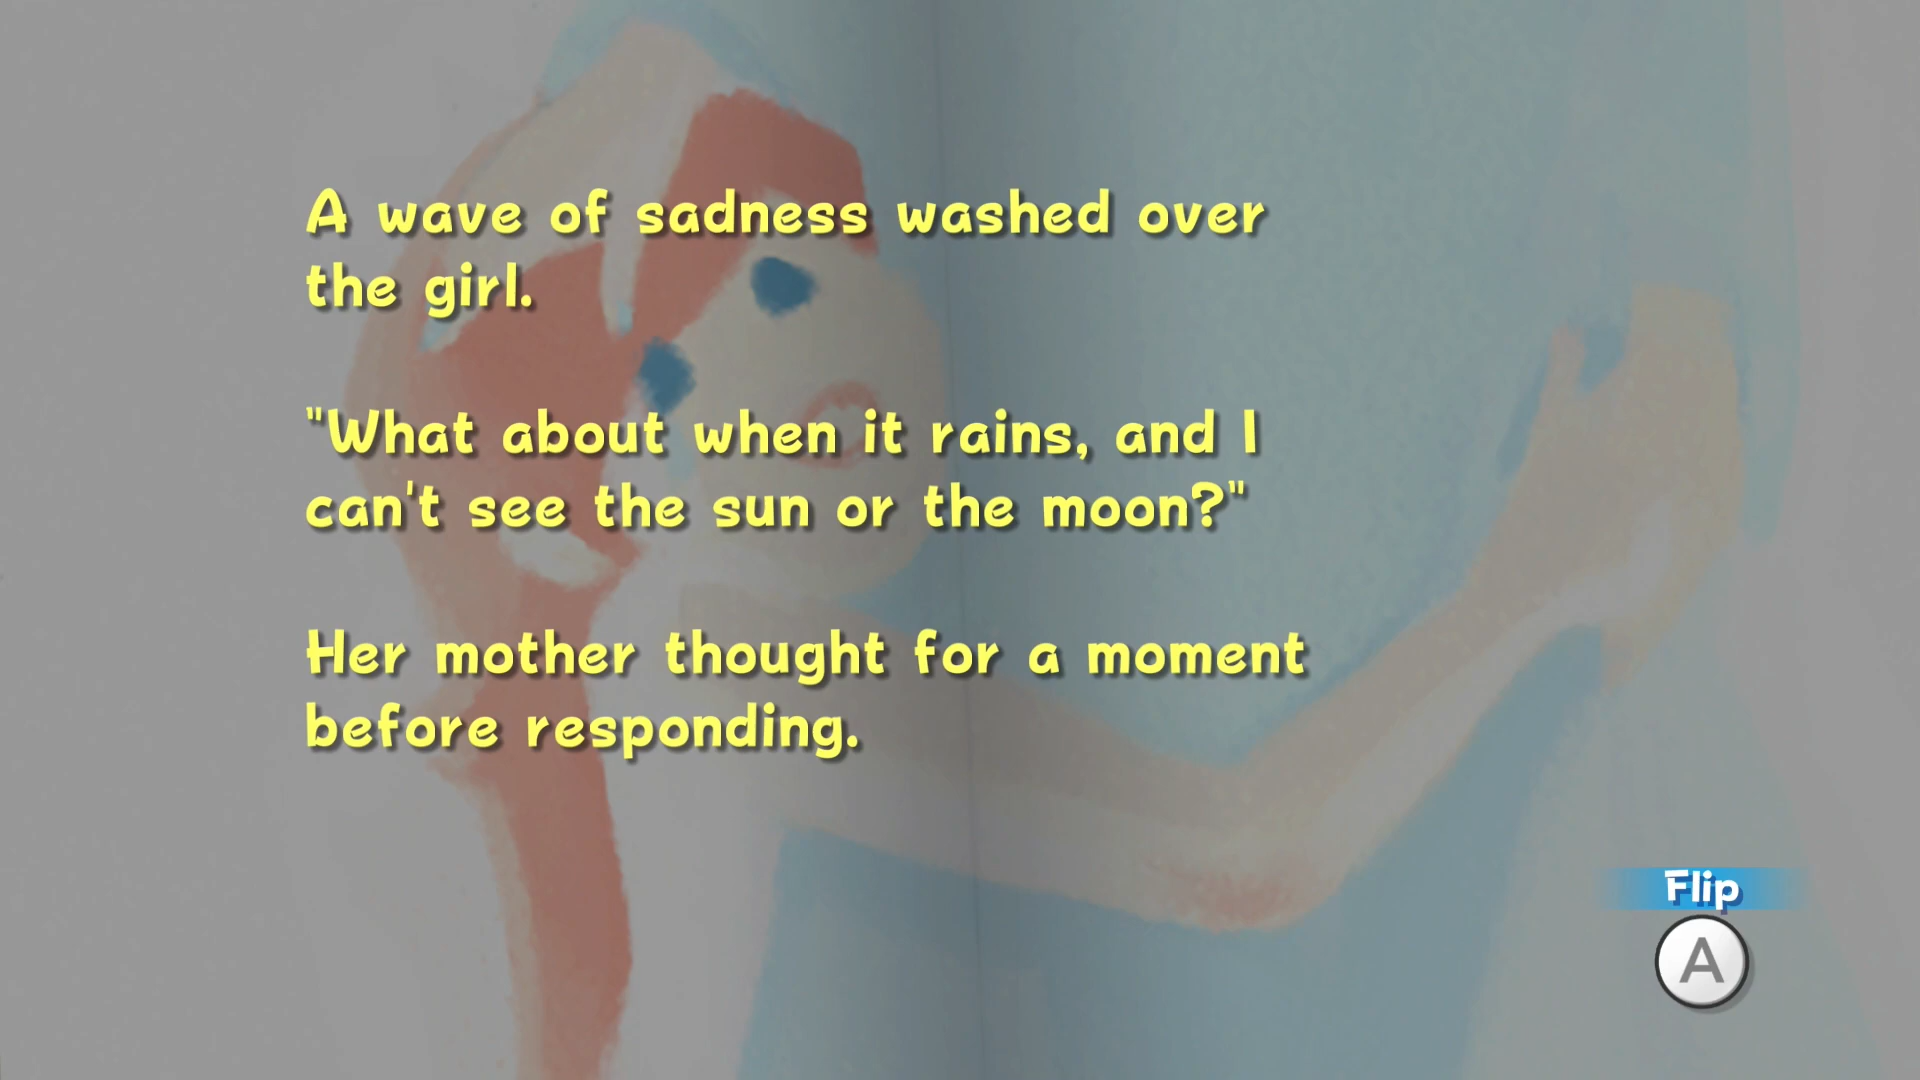 A wave of sadness washed over
the girl.
"What about when it rains, and I
can't see the sun or the moon?"
Her mother thought for a moment
before responding.
Flip
A